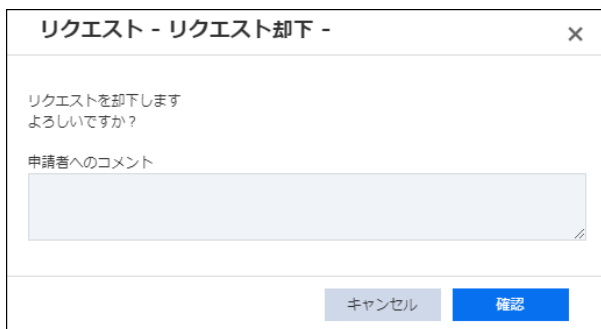 リクエスト - リクエスト却下 -
リクエストを却下します
よろしいですか？
申請者へのコメント
キャンセル
確認